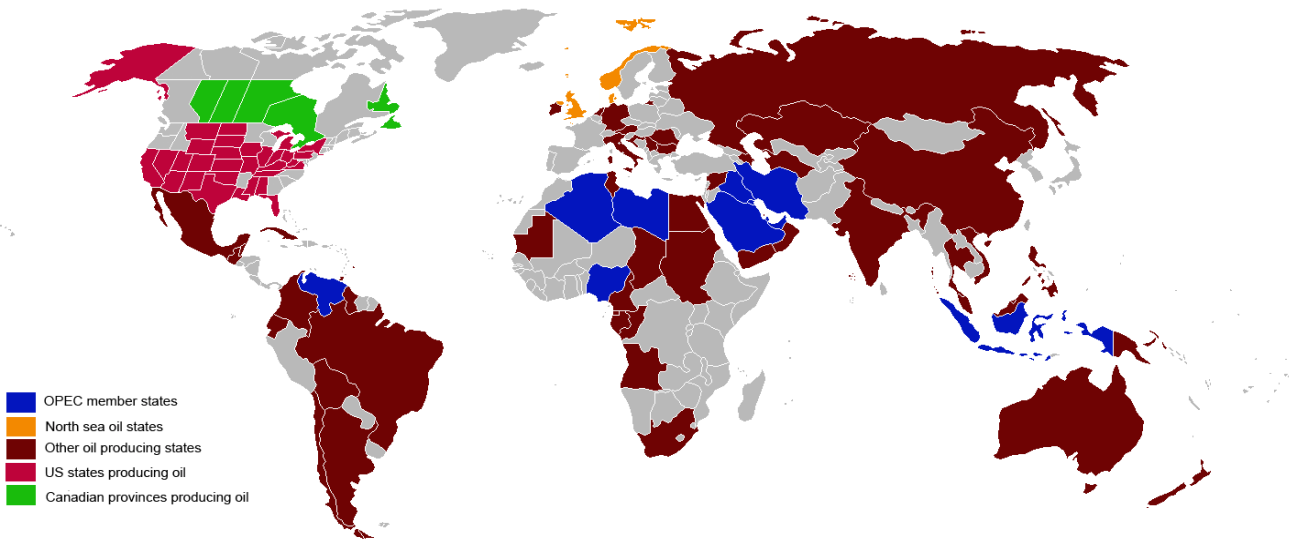 OPEC member states
North sea oil states
Other oil producing states
US states producing oil
Canadian provinces producing oil